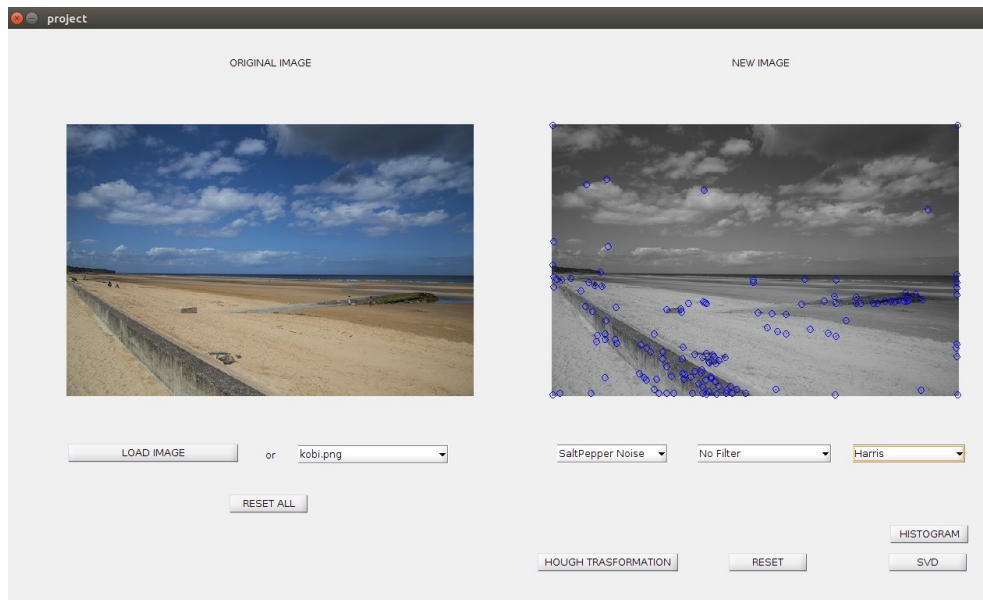 project
ORIGINAL IMAGE
NEW IMAGE
LOAD IMAGE
or
kobi.png
SaltPepper Noise
No Filter
Harris
RESET ALL
HISTOGRAM
HOUGH TRASFORMATION
RESET
SVD